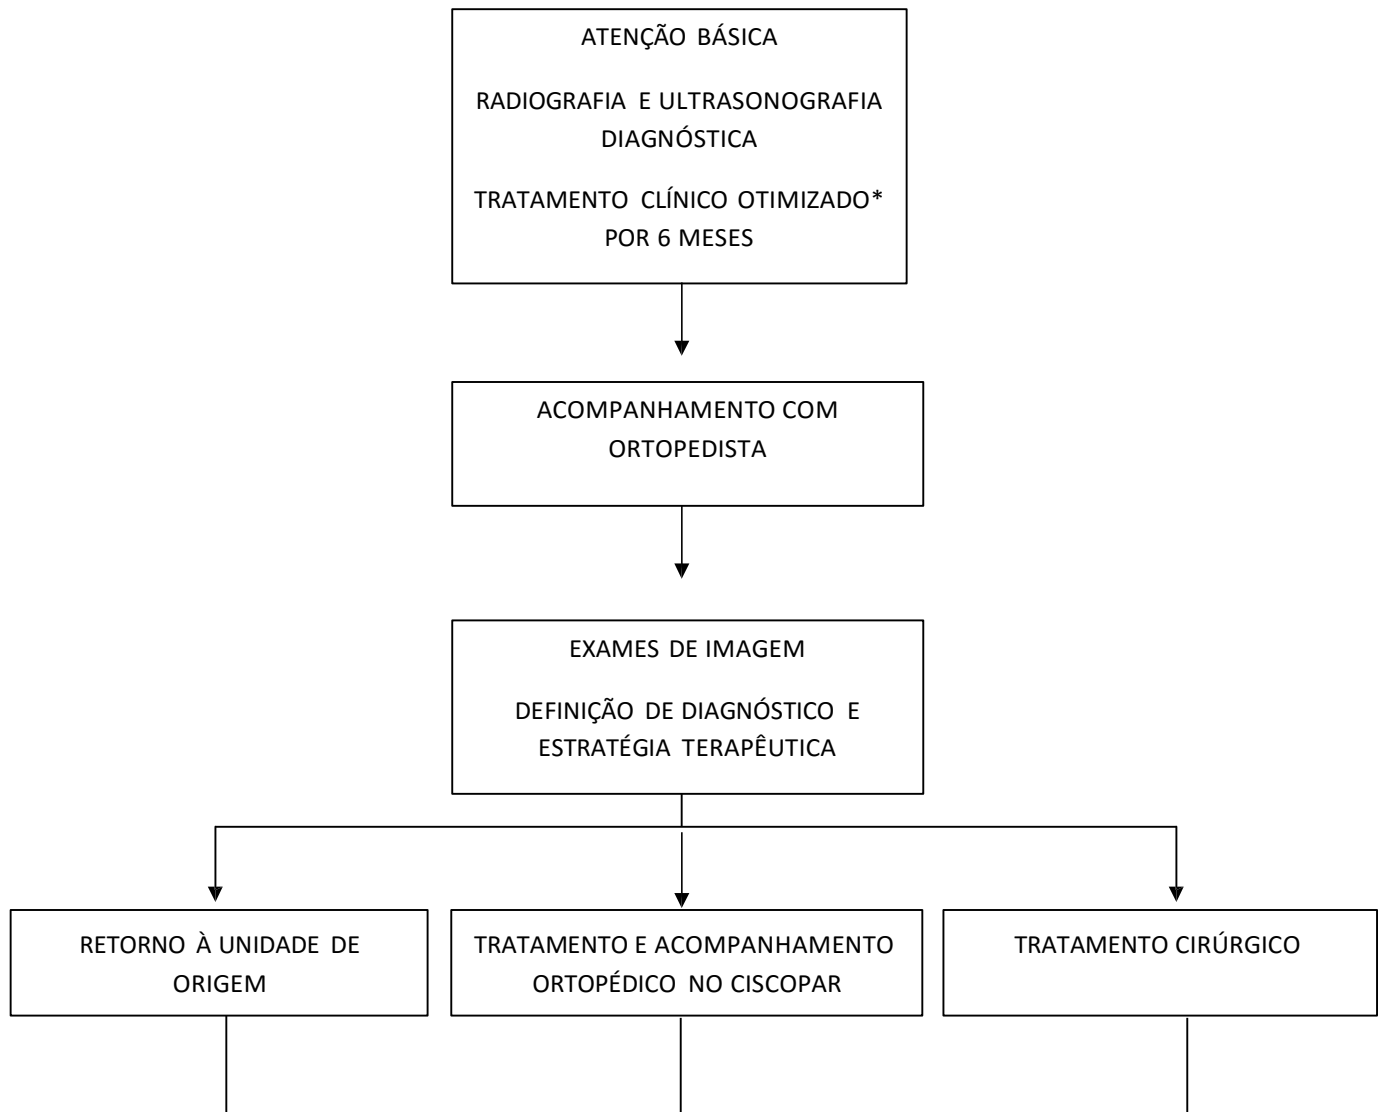 ATENÇÃO BÁSICA
RADIOGRAFIA E ULTRASONOGRAFIA
DIAGNÓSTICA
TRATAMENTO CLÍNICO OTIMIZADO*
POR 6 MESES
ACOMPANHAMENTO COM
ORTOPEDISTA
EXAMES DE IMAGEM
DEFINIÇÃO DE DIAGNÓSTICO E
ESTRATÉGIA TERAPÊUTICA
RETORNO À UNIDADE DE
ORIGEM
TRATAMENTO E ACOMPANHAMENTO
ORTOPÉDICO NO CISCOPAR
TRATAMENTO CIRÚRGICO